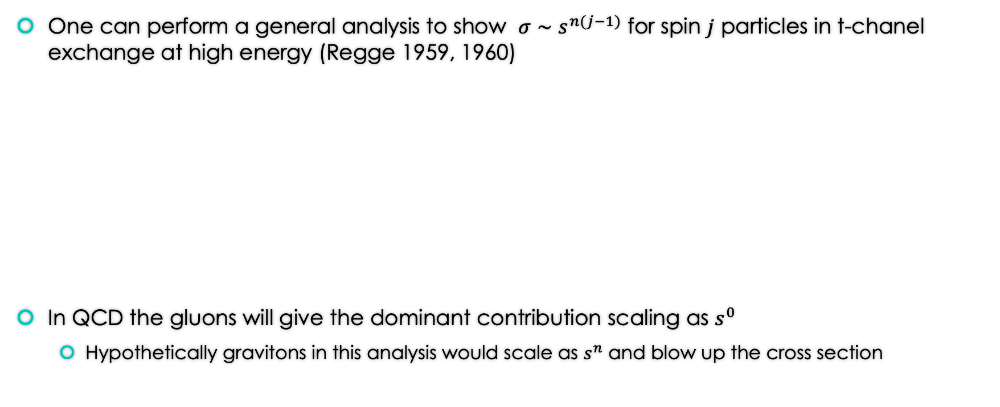 One can perform a general analysis to show σ ~ s^{n(j−1)} for spin j particles in t-chanel
exchange at high energy (Regge 1959, 1960)
In QCD the gluons will give the dominant contribution scaling as s^0
Hypothetically gravitons in this analysis would scale as s^n and blow up the cross section